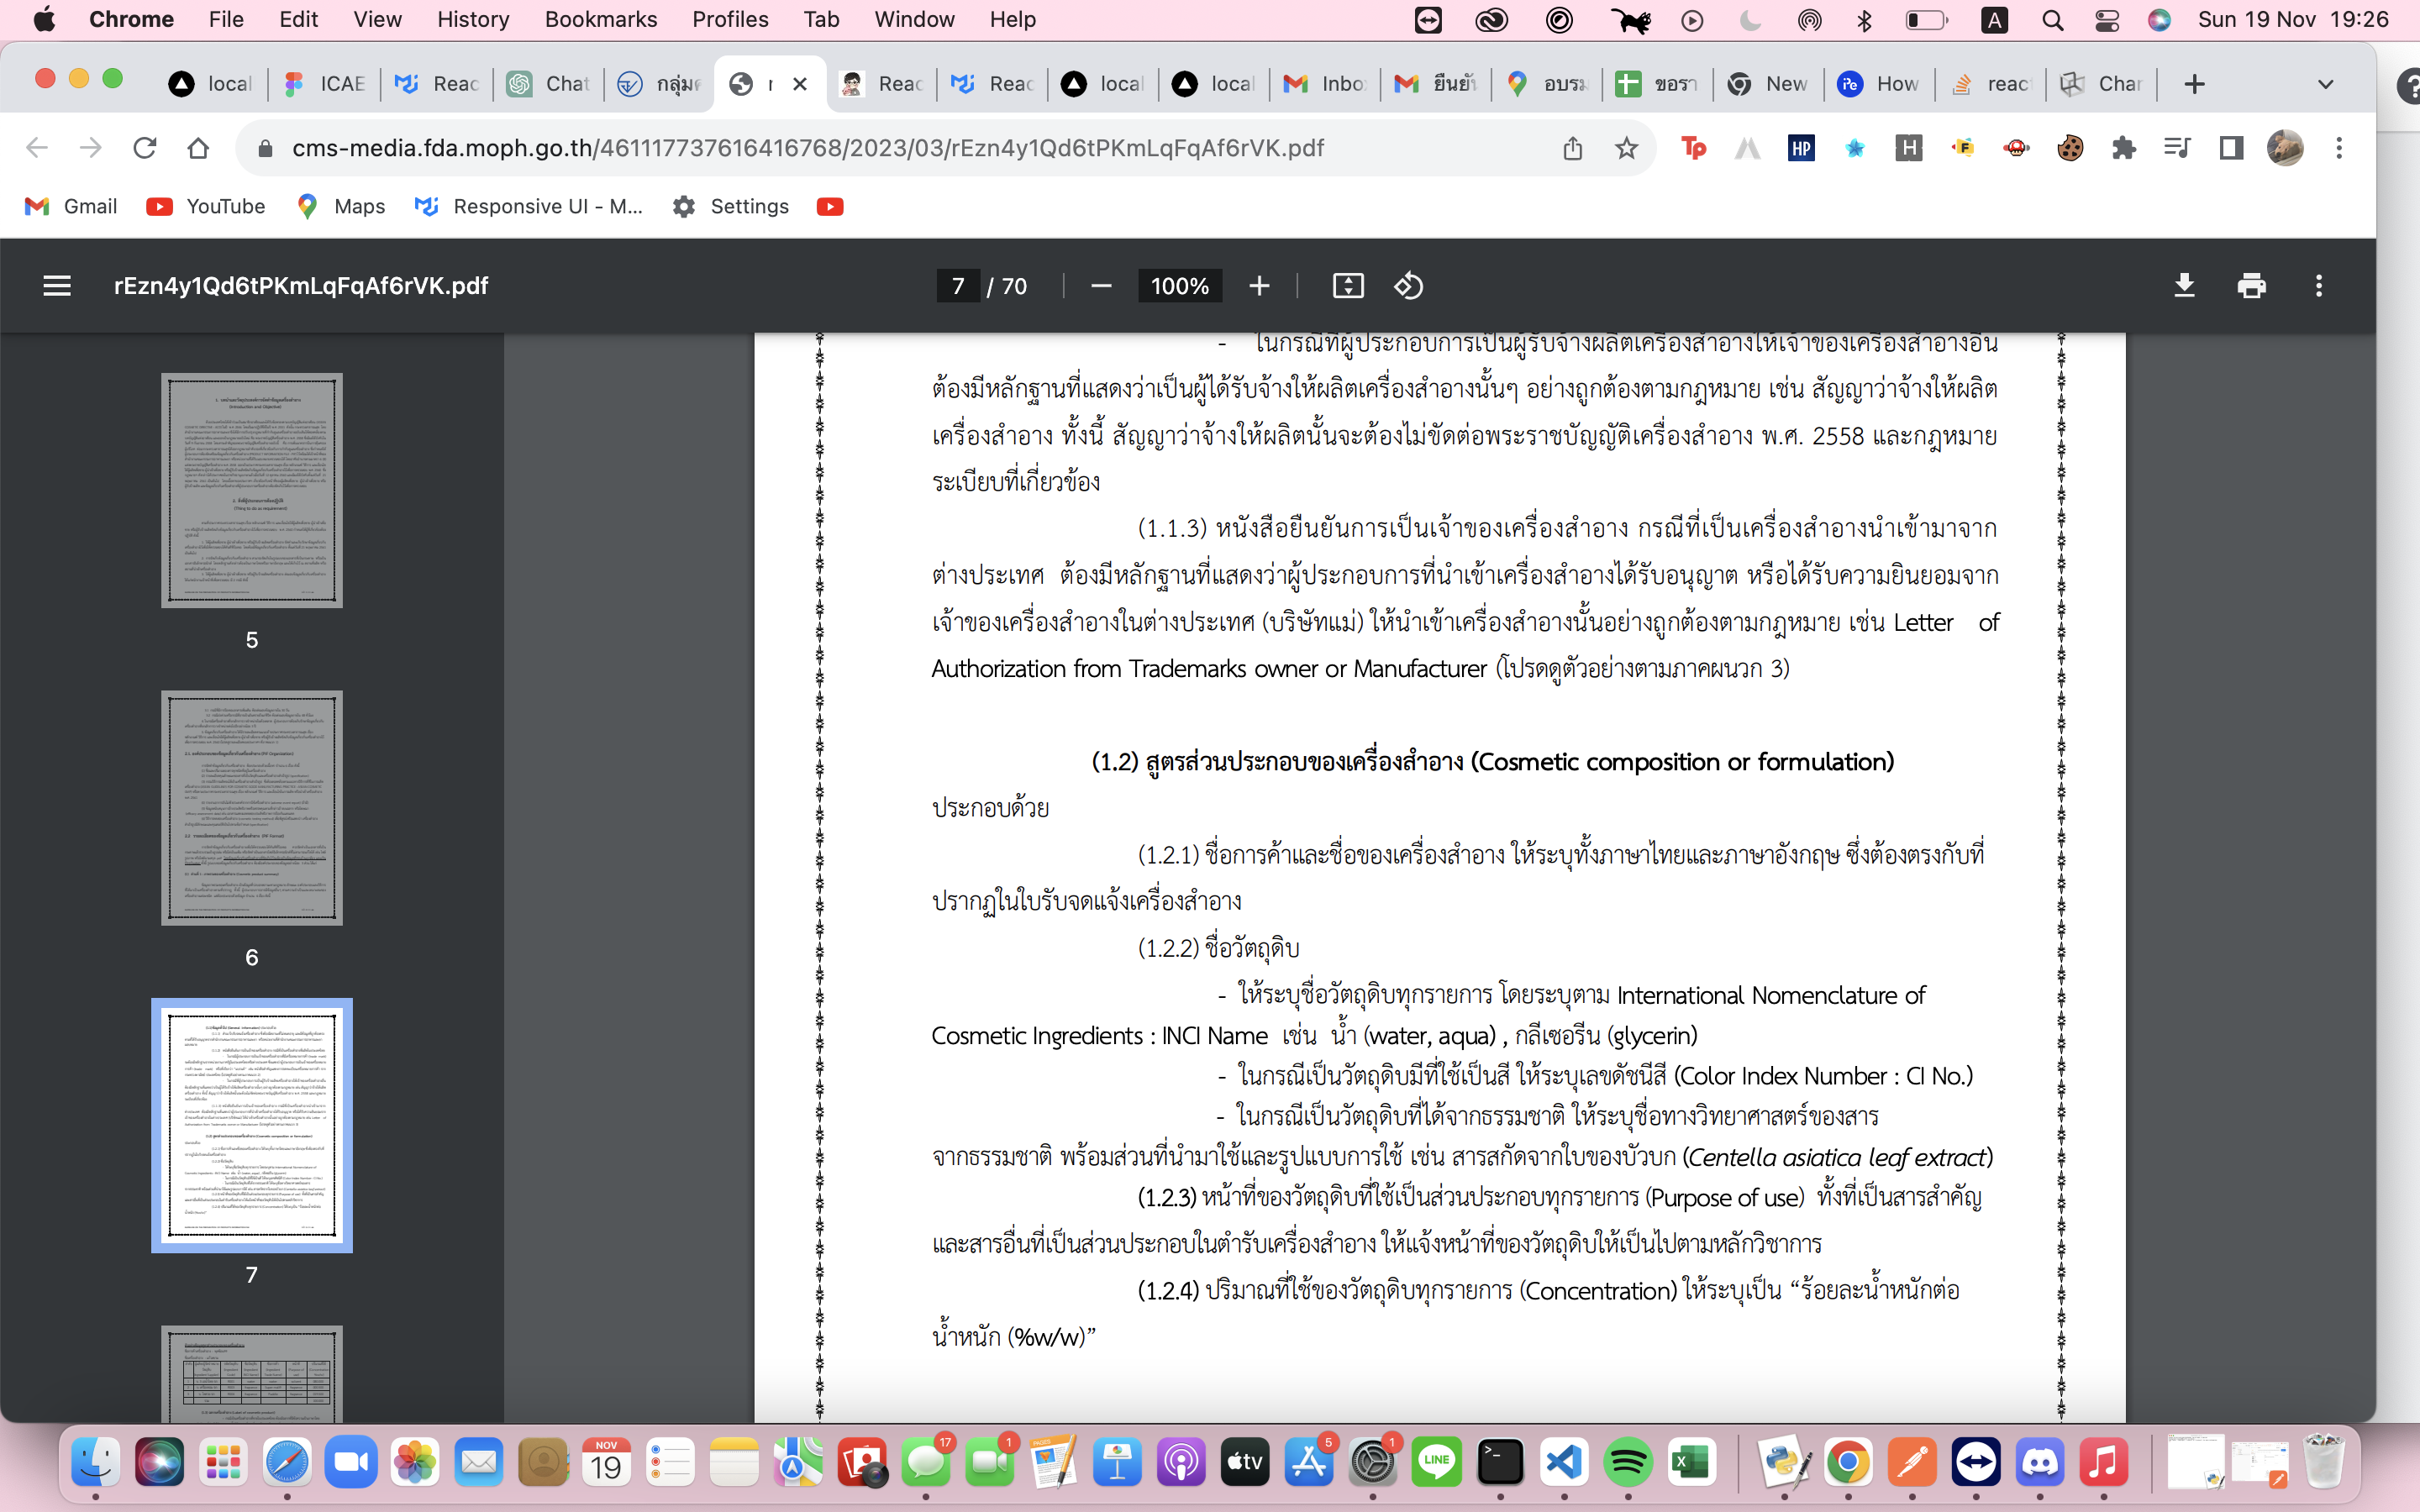 Chrome File Edit View History Bookmarks Profiles Tab Window Help A Sun 19 Nov 19:26
local ICAE Reac Chat กลุ่มค r Reac Reac local local Inbo ยืนยัน อบรม ขอรา New How reac Char
cms-media.fda.moph.go.th/461117737616416768/2023/03/rEzn4y1Qd6tPKmLqFqAf6rVK.pdf Tp HP H F
Gmail YouTube Maps Responsive UI - M... Settings
rEzn4y1Qd6tPKmLqFqAf6rVK.pdf 7 / 70 100%
5
6
7
- ในกรณีที่ผู้ประกอบการเป็นผู้รับจ้างผลิตเครื่องสำอางให้เจ้าของเครื่องสำอางอื่น
ต้องมีหลักฐานที่แสดงว่าเป็นผู้ได้รับจ้างให้ผลิตเครื่องสำอางนั้นๆ อย่างถูกต้องตามกฎหมาย เช่น สัญญาว่าจ้างให้ผลิต
เครื่องสำอาง ทั้งนี้ สัญญาว่าจ้างให้ผลิตนั้นจะต้องไม่ขัดต่อพระราชบัญญัติเครื่องสำอาง พ.ศ. 2558 และกฎหมาย
ระเบียบที่เกี่ยวข้อง
(1.1.3) หนังสือยืนยันการเป็นเจ้าของเครื่องสำอาง กรณีที่เป็นเครื่องสำอางนำเข้ามาจาก
ต่างประเทศ ต้องมีหลักฐานที่แสดงว่าผู้ประกอบการที่นำเข้าเครื่องสำอางได้รับอนุญาต หรือได้รับความยินยอมจาก
เจ้าของเครื่องสำอางในต่างประเทศ (บริษัทแม่) ให้นำเข้าเครื่องสำอางนั้นอย่างถูกต้องตามกฎหมาย เช่น Letter of
Authorization from Trademarks owner or Manufacturer (โปรดดูตัวอย่างตามภาคผนวก 3)
(1.2) สูตรส่วนประกอบของเครื่องสำอาง (Cosmetic composition or formulation)
ประกอบด้วย
(1.2.1) ชื่อการค้าและชื่อของเครื่องสำอาง ให้ระบุทั้งภาษาไทยและภาษาอังกฤษ ซึ่งต้องตรงกับที่
ปรากฏในใบรับจดแจ้งเครื่องสำอาง
(1.2.2) ชื่อวัตถุดิบ
- ให้ระบุชื่อวัตถุดิบทุกรายการ โดยระบุตาม International Nomenclature of
Cosmetic Ingredients : INCI Name เช่น น้ำ (water, aqua) , กลีเซอรีน (glycerin)
- ในกรณีเป็นวัตถุดิบมีที่ใช้เป็นสี ให้ระบุเลขดัชนีสี (Color Index Number : CI No.)
- ในกรณีเป็นวัตถุดิบที่ได้จากธรรมชาติ ให้ระบุชื่อทางวิทยาศาสตร์ของสาร
จากธรรมชาติ พร้อมส่วนที่นำมาใช้และรูปแบบการใช้ เช่น สารสกัดจากใบของบัวบก (Centella asiatica leaf extract)
(1.2.3) หน้าที่ของวัตถุดิบที่ใช้เป็นส่วนประกอบทุกรายการ (Purpose of use) ทั้งที่เป็นสารสำคัญ
และสารอื่นที่เป็นส่วนประกอบในตำรับเครื่องสำอาง ให้แจ้งหน้าที่ของวัตถุดิบให้เป็นไปตามหลักวิชาการ
(1.2.4) ปริมาณที่ใช้ของวัตถุดิบทุกรายการ (Concentration) ให้ระบุเป็น “ร้อยละน้ำหนักต่อ
น้ำหนัก (%w/w)”
NOV 19 17 1 PAGES tv 5 1 LINE